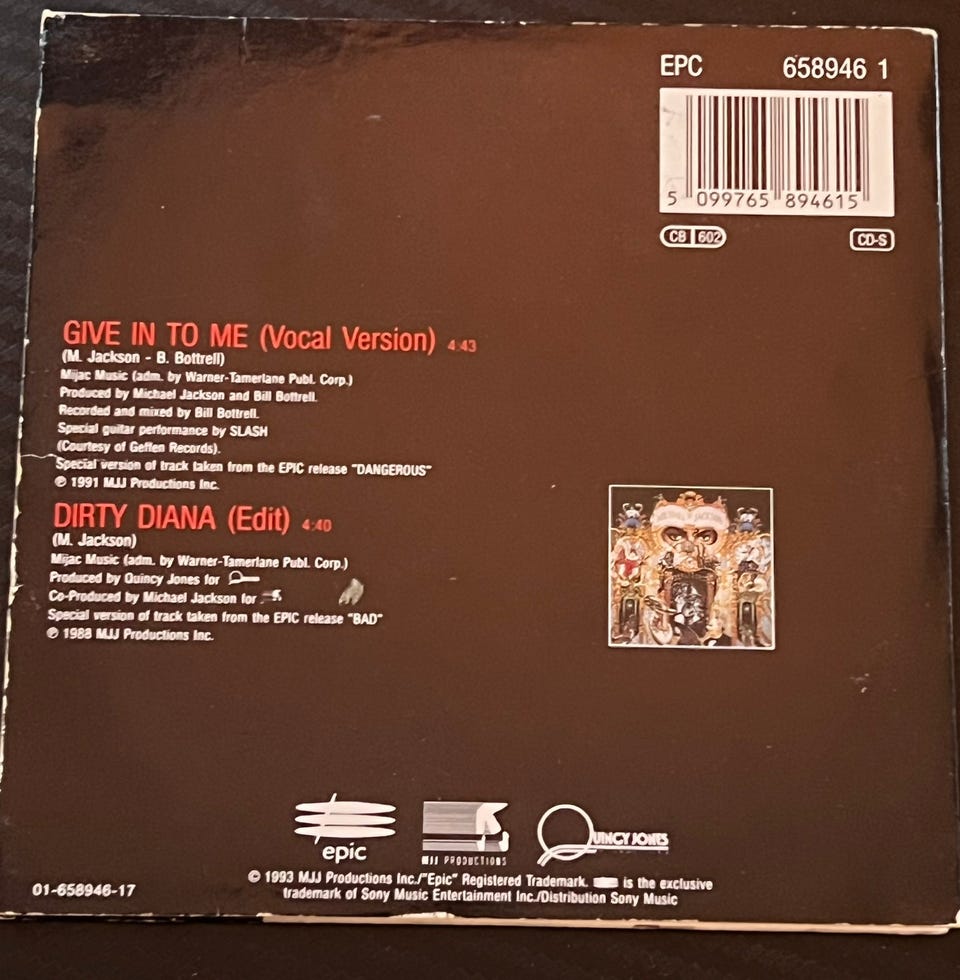 EPC 658946 1
5 099765 894615
CB 602
CD-S
GIVE IN TO ME (Vocal Version) 4:43
(M. Jackson - B. Bottrell)
Mijac Music (adm. by Warner-Tamerlane Publ. Corp.)
Produced by Michael Jackson and Bill Bottrell.
Recorded and mixed by Bill Bottrell.
Special guitar performance by SLASH
(Courtesy of Geffen Records).
Special version of track taken from the EPIC release "DANGEROUS"
℗ 1991 MJJ Productions Inc.
DIRTY DIANA (Edit) 4:40
(M. Jackson)
Mijac Music (adm. by Warner-Tamerlane Publ. Corp.)
Produced by Quincy Jones for
Co-Produced by Michael Jackson for
Special version of track taken from the EPIC release "BAD"
℗ 1988 MJJ Productions Inc.
epic
MJJ PRODUCTIONS
QUINCY JONES
© 1993 MJJ Productions Inc./"Epic" Registered Trademark. is the exclusive
trademark of Sony Music Entertainment Inc./Distribution Sony Music
01-658946-17